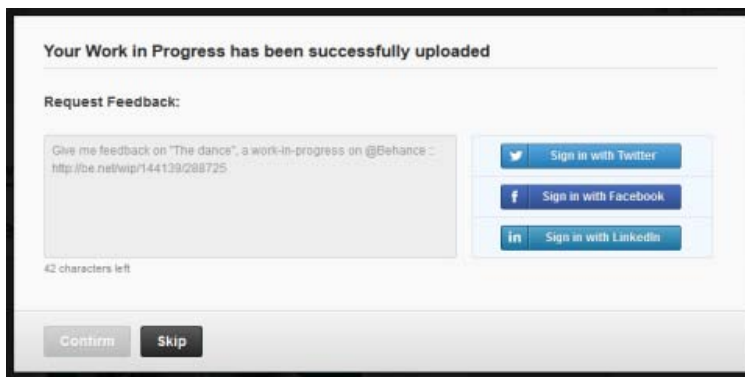 Your Work in Progress has been successfully uploaded
Request Feedback:
Give me feedback on "The dance", a work-in-progress on @Behance ::
http://be.net/wip/144139/288725
Sign in with Twitter
f Sign in with Facebook
in Sign in with LinkedIn
42 characters left
Confirm Skip